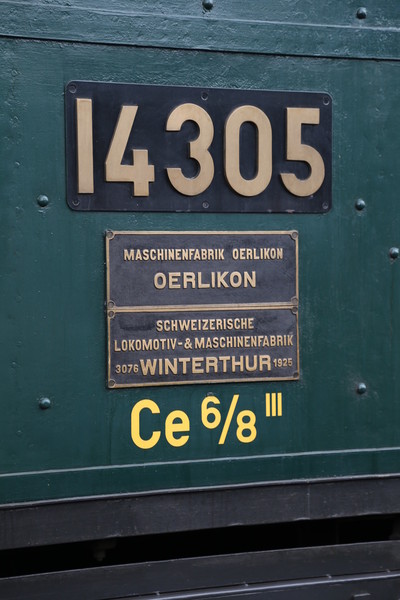 14305
MASCHINENFABRIK OERLIKON
OERLIKON
SCHWEIZERISCHE
LOKOMOTIV-&MASCHINENFABRIK
3076 WINTERTHUR 1925
Ce 6/8 III